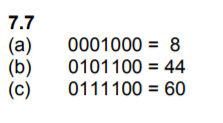 7.7
(a) 0001000 = 8
(b) 0101100 = 44
(c) 0111100 = 60